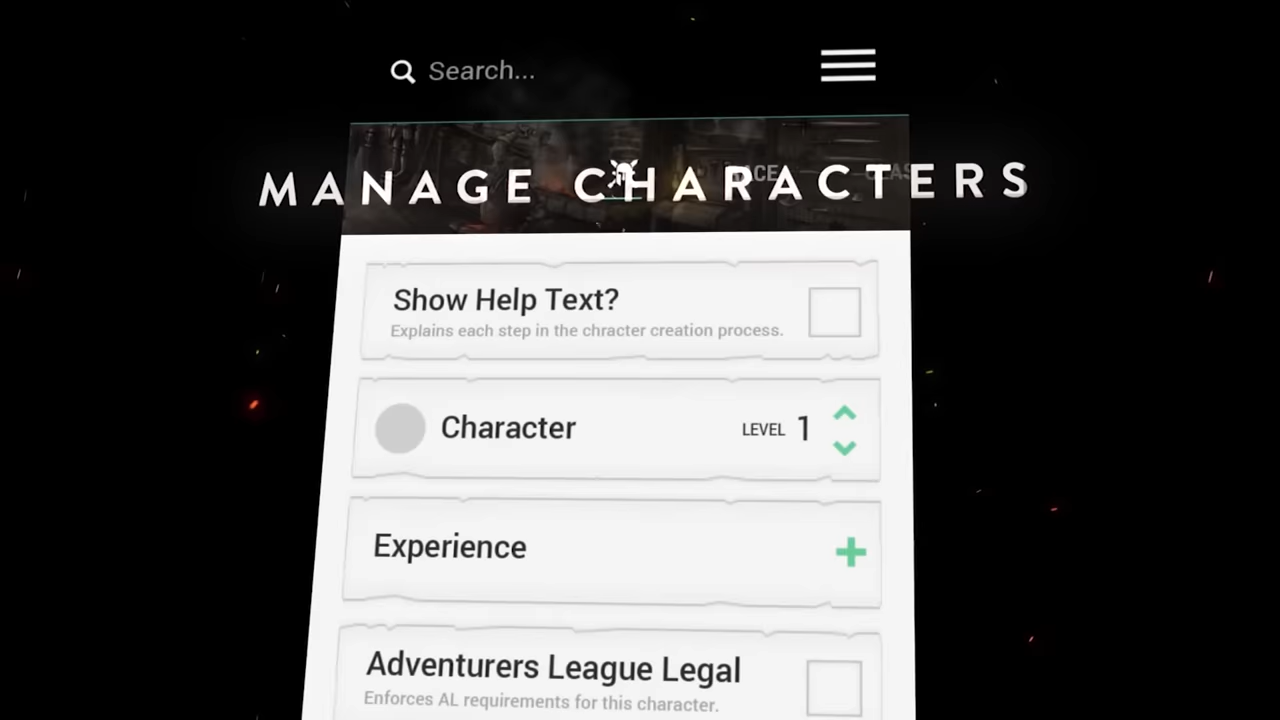 Search...
MANAGE CHARACTERS
RACE
Show Help Text?
Explains each step in the chracter creation process.
Character
LEVEL 1
Experience
Adventurers League Legal
Enforces AL requirements for this character.